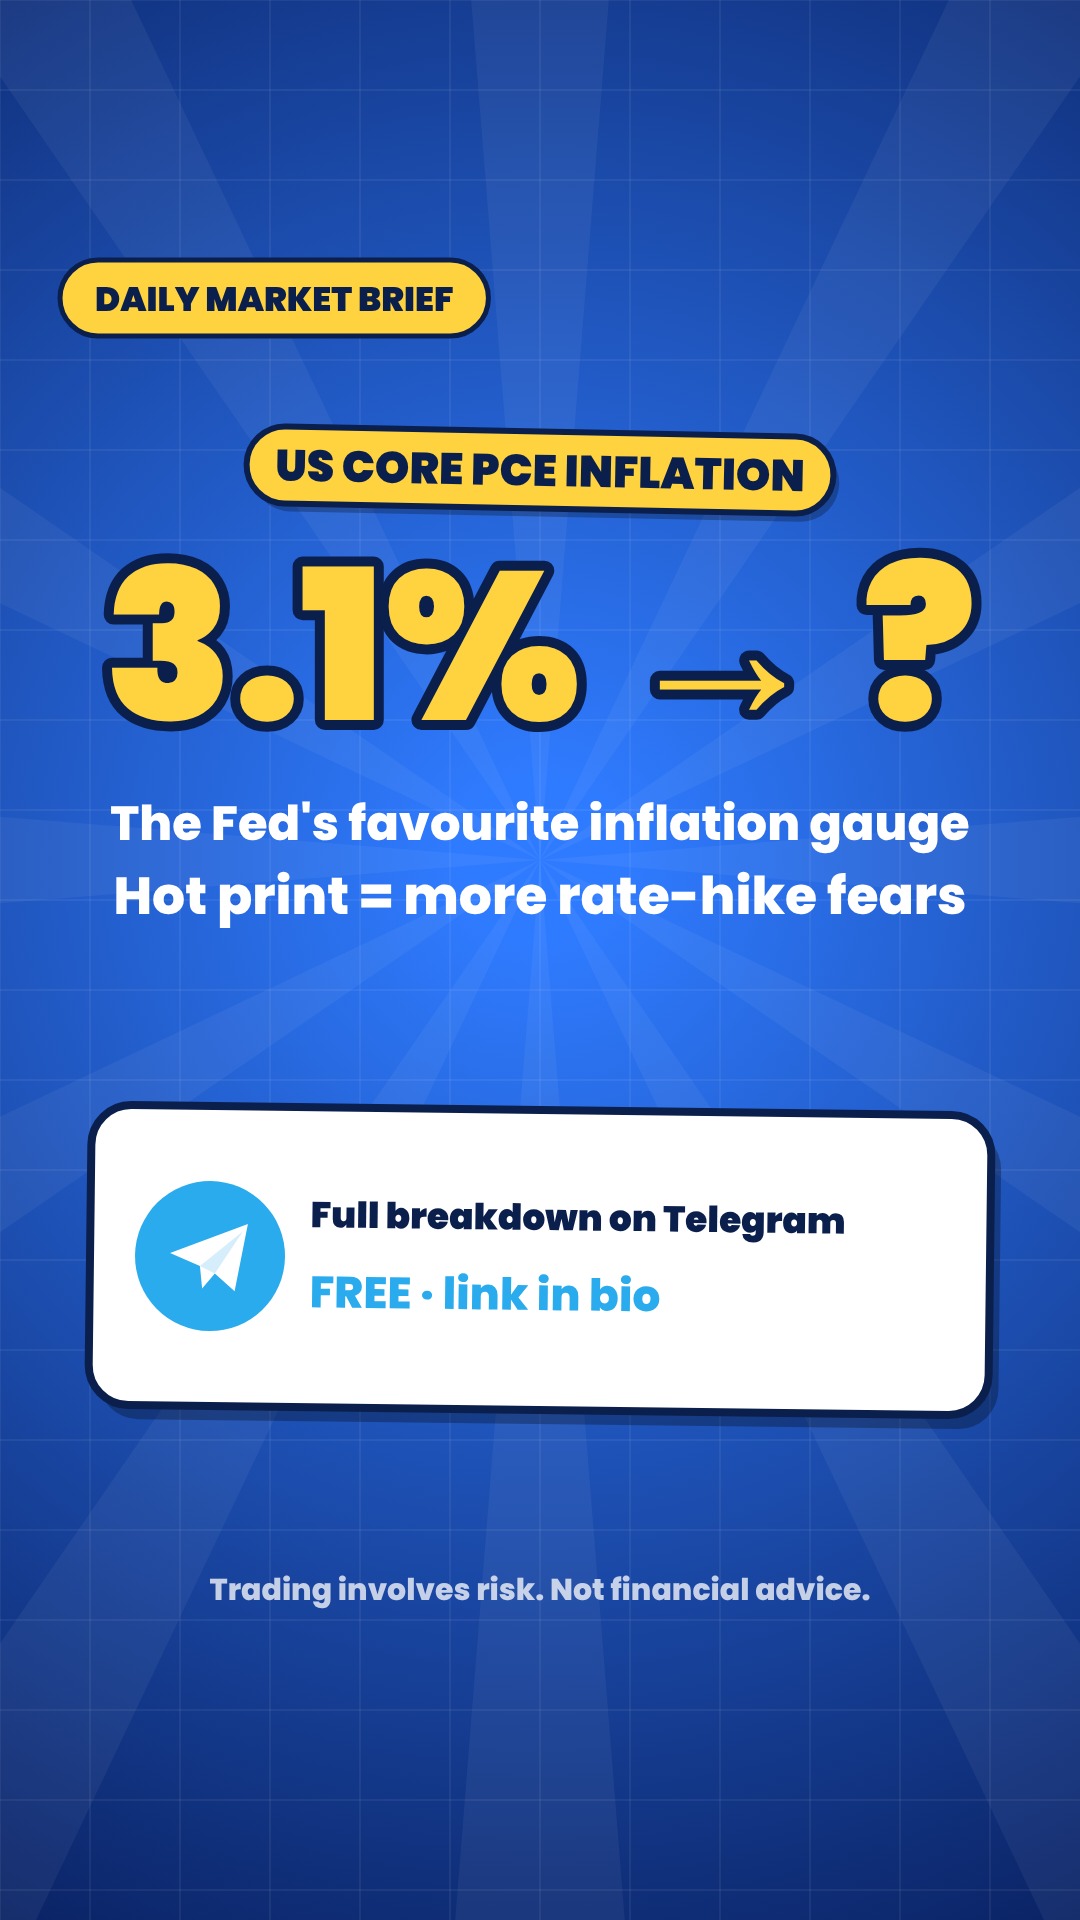 DAILY MARKET BRIEF
US CORE PCE INFLATION
3.1% → ?
The Fed's favourite inflation gauge
Hot print = more rate-hike fears
Full breakdown on Telegram
FREE · link in bio
Trading involves risk. Not financial advice.